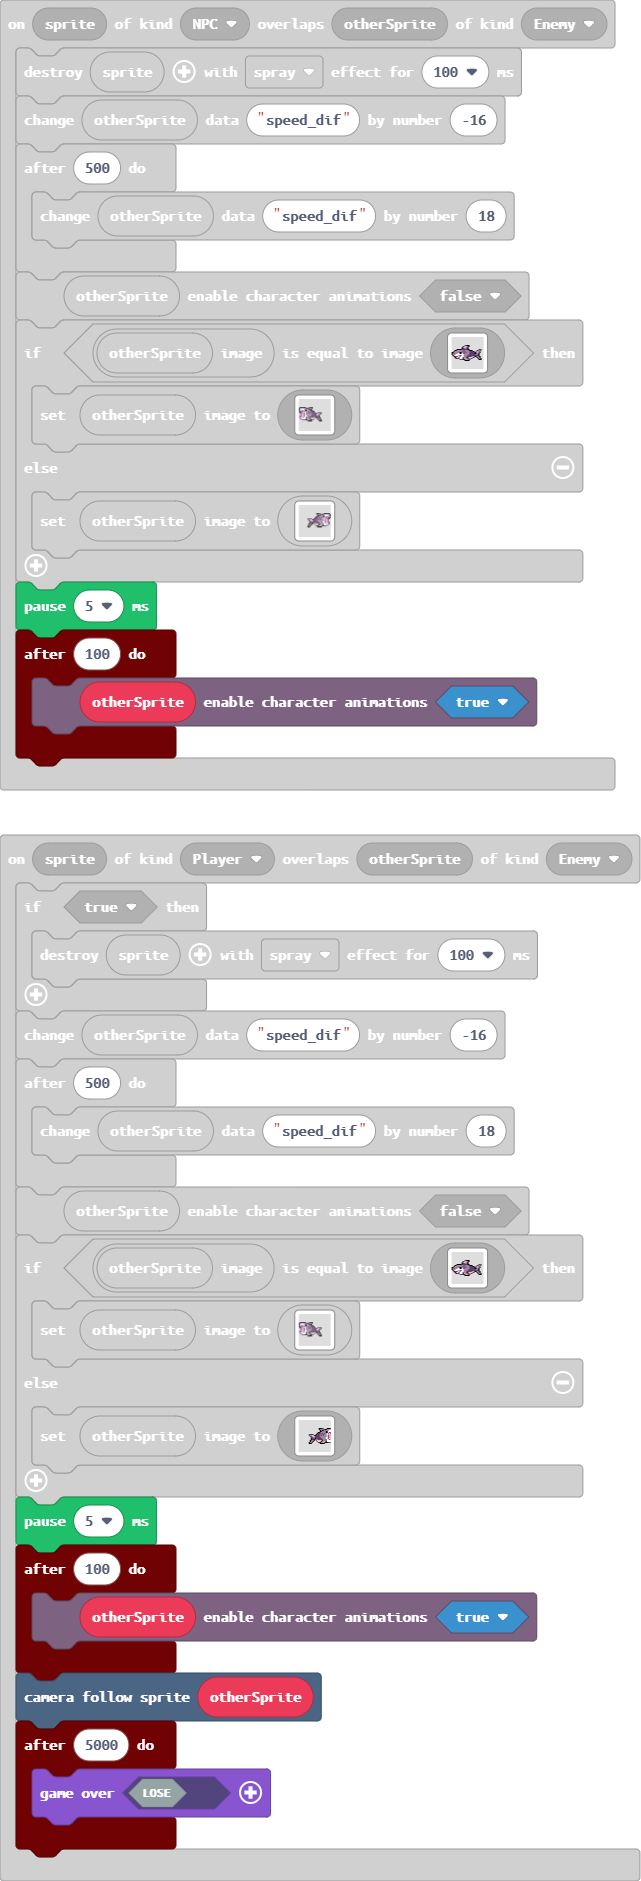 on sprite of kind NPC overlaps otherSprite of kind Enemy
destroy sprite with spray effect for 100 ms
change otherSprite data "speed_dif" by number -16
after 500 do
change otherSprite data "speed_dif" by number 18
otherSprite enable character animations false
if otherSprite image is equal to image then
set otherSprite image to
else
set otherSprite image to
pause 5 ms
after 100 do
otherSprite enable character animations true
on sprite of kind Player overlaps otherSprite of kind Enemy
if true then
destroy sprite with spray effect for 100 ms
change otherSprite data "speed_dif" by number -16
after 500 do
change otherSprite data "speed_dif" by number 18
otherSprite enable character animations false
if otherSprite image is equal to image then
set otherSprite image to
else
set otherSprite image to
pause 5 ms
after 100 do
otherSprite enable character animations true
camera follow sprite otherSprite
after 5000 do
game over LOSE